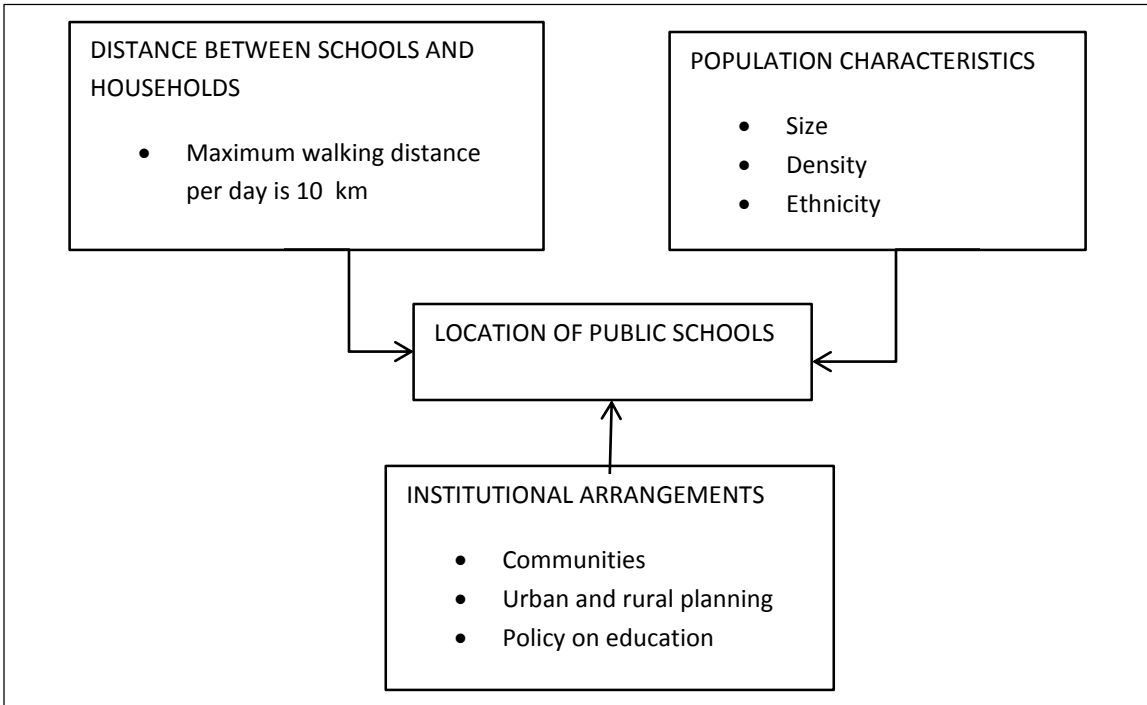 DISTANCE BETWEEN SCHOOLS AND
HOUSEHOLDS
• Maximum walking distance
per day is 10 km
POPULATION CHARACTERISTICS
• Size
• Density
• Ethnicity
LOCATION OF PUBLIC SCHOOLS
INSTITUTIONAL ARRANGEMENTS
• Communities
• Urban and rural planning
• Policy on education